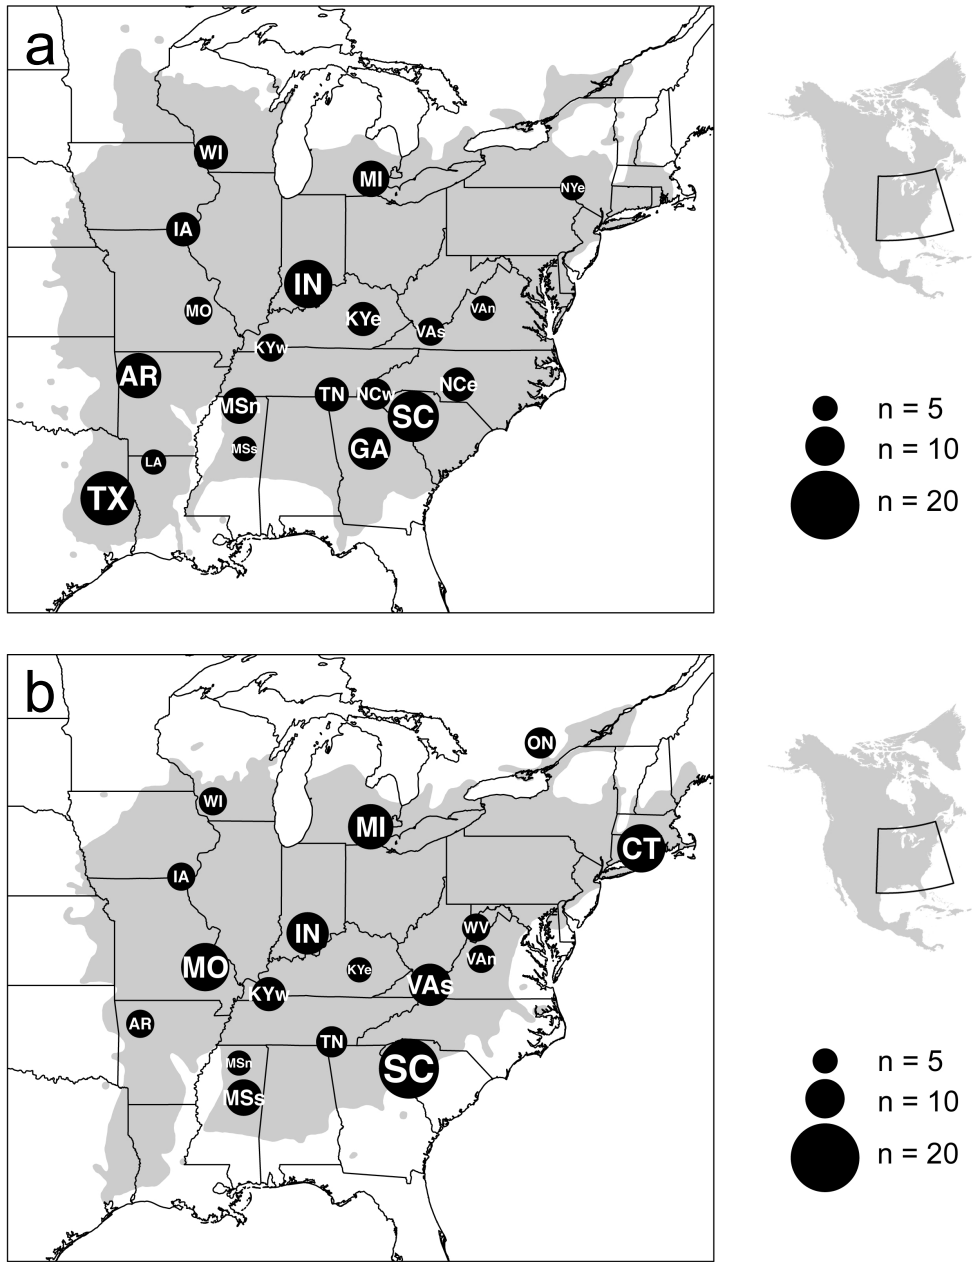 a
WI
MI
NYe
IA
IN
MO
KYe
VAn
VAs
KYw
AR
NCe
MSn
TN
NCw
SC
MSs
GA
LA
TX
n = 5
n = 10
n = 20
b
ON
WI
MI
CT
IA
IN
WV
MO
KYe
VAn
VAs
KYw
AR
TN
MSn
SC
MSs
n = 5
n = 10
n = 20